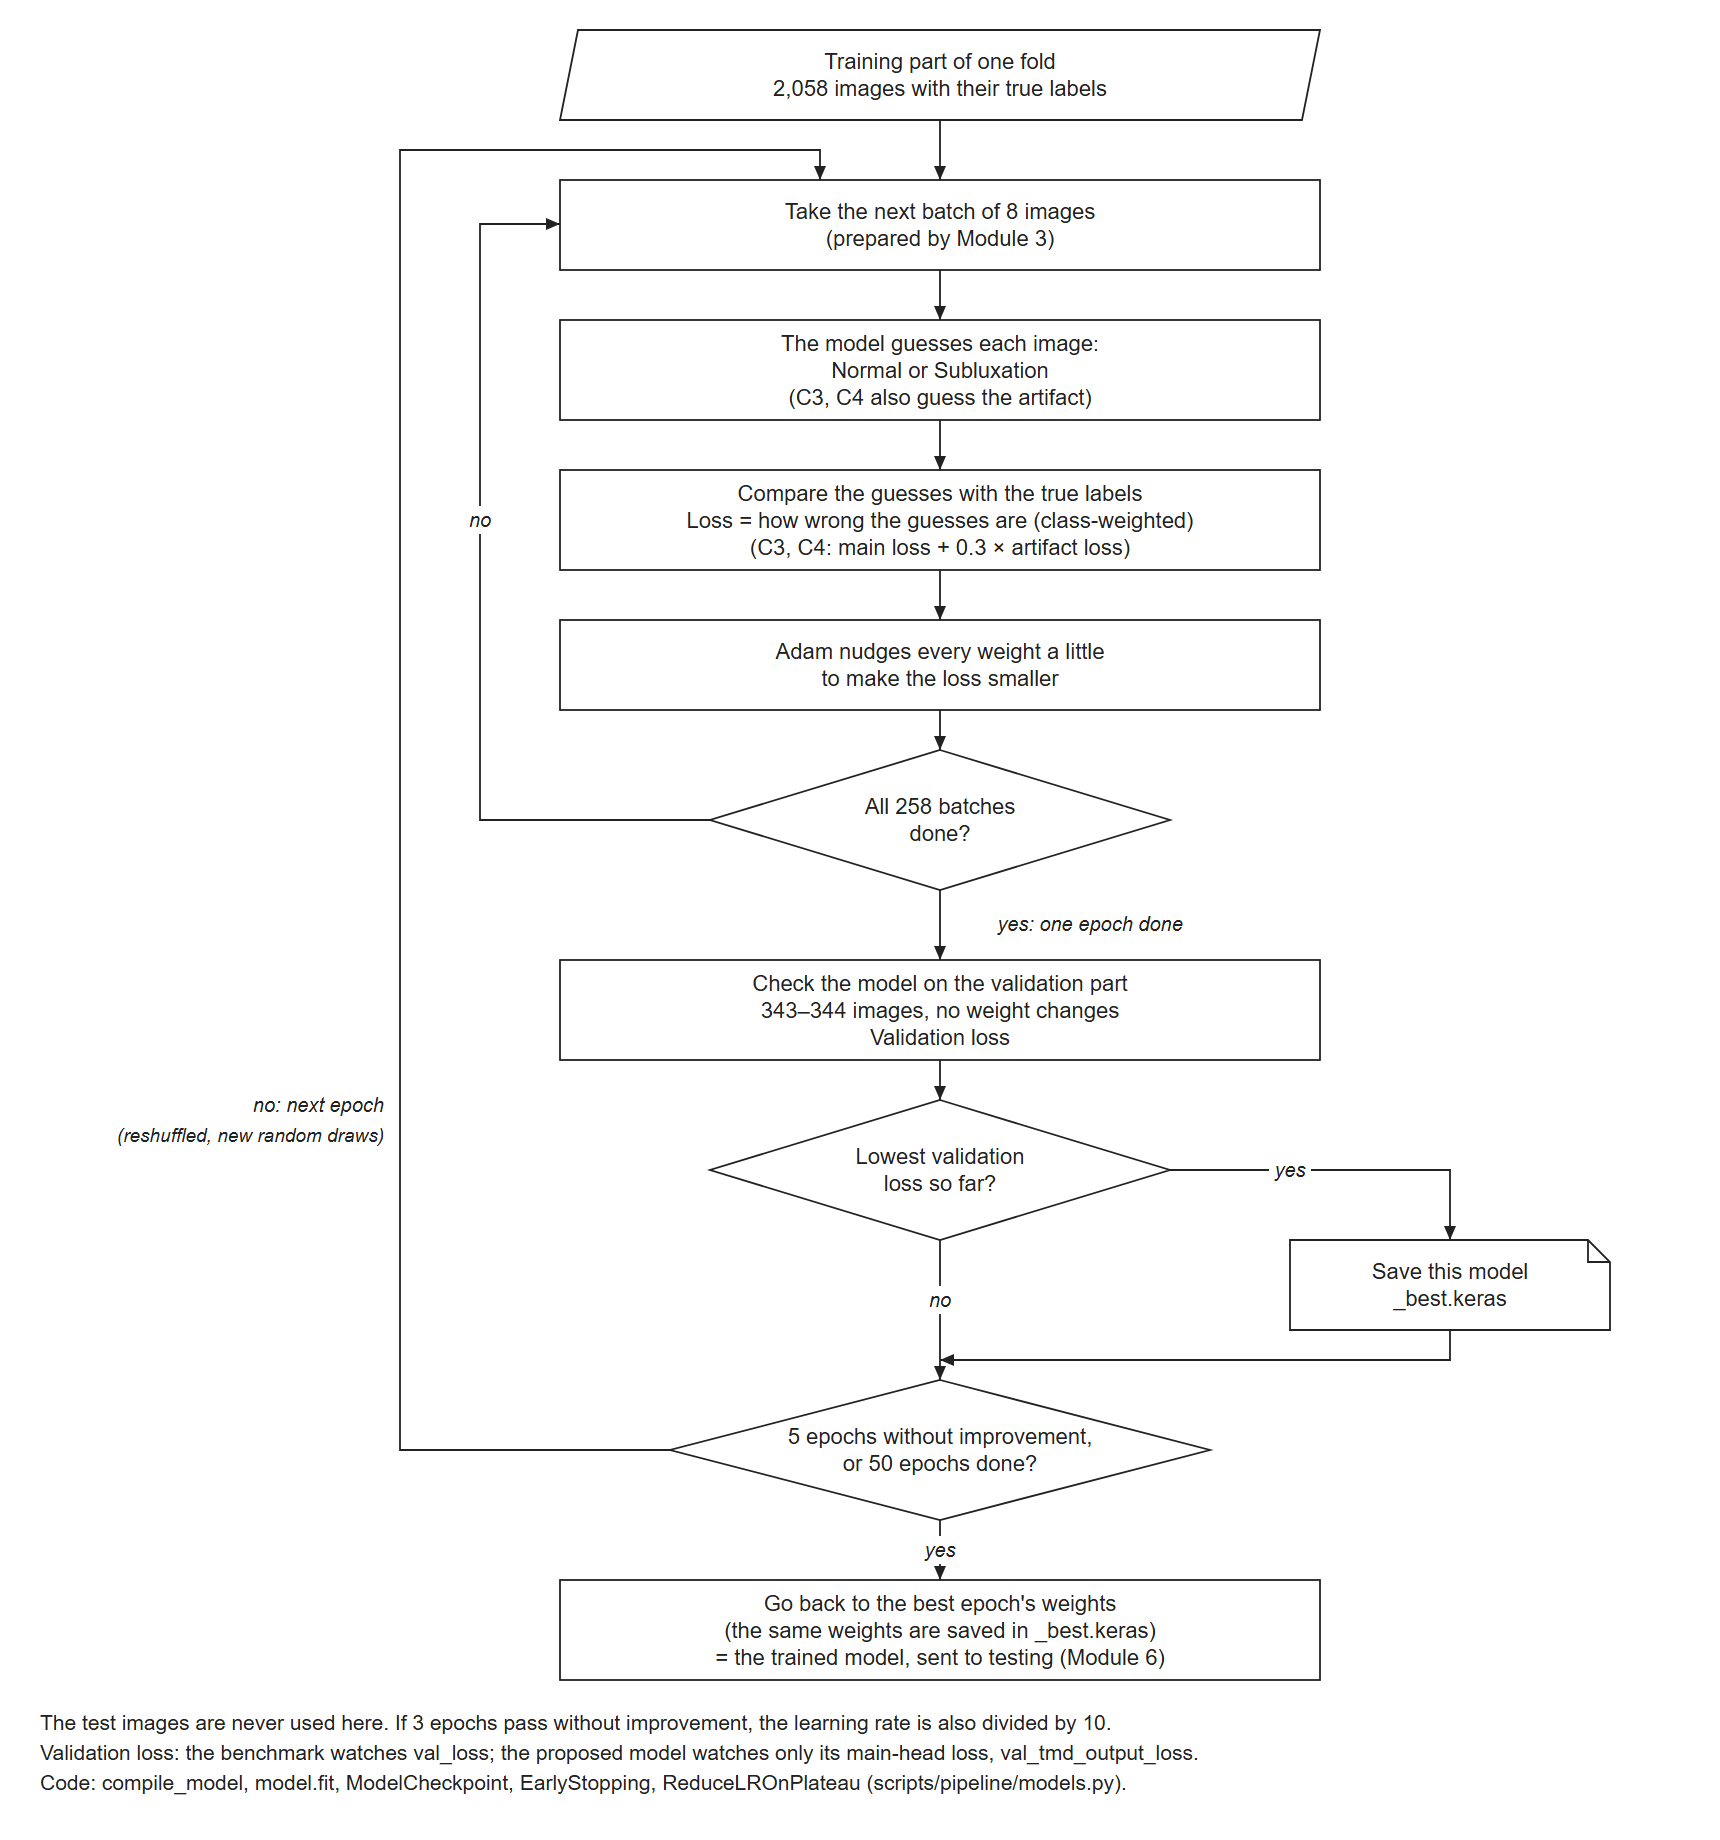 Training part of one fold
2,058 images with their true labels
Take the next batch of 8 images
(prepared by Module 3)
The model guesses each image:
Normal or Subluxation
(C3, C4 also guess the artifact)
Compare the guesses with the true labels
Loss = how wrong the guesses are (class-weighted)
(C3, C4: main loss + 0.3 × artifact loss)
no
Adam nudges every weight a little
to make the loss smaller
All 258 batches
done?
yes: one epoch done
Check the model on the validation part
343–344 images, no weight changes
Validation loss
no: next epoch
(reshuffled, new random draws)
Lowest validation
loss so far?
yes
Save this model
_best.keras
no
5 epochs without improvement,
or 50 epochs done?
yes
Go back to the best epoch's weights
(the same weights are saved in _best.keras)
= the trained model, sent to testing (Module 6)
The test images are never used here. If 3 epochs pass without improvement, the learning rate is also divided by 10.
Validation loss: the benchmark watches val_loss; the proposed model watches only its main-head loss, val_tmd_output_loss.
Code: compile_model, model.fit, ModelCheckpoint, EarlyStopping, ReduceLROnPlateau (scripts/pipeline/models.py).